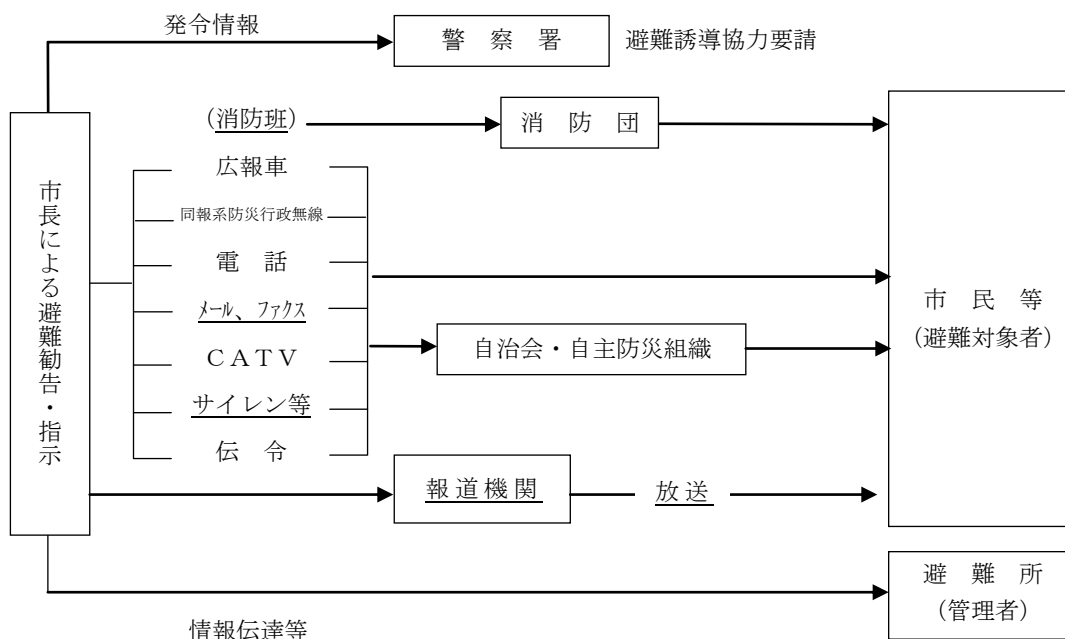 発令情報
警 察 署
避難誘導協力要請
(消防班)
消 防 団
市長による避難勧告・指示
広報車
同報系防災行政無線
電 話
メール、ファクス
CATV
サイレン等
伝 令
自治会・自主防災組織
市 民 等
(避難対象者)
報道機関
放送
避 難 所
(管理者)
情報伝達等